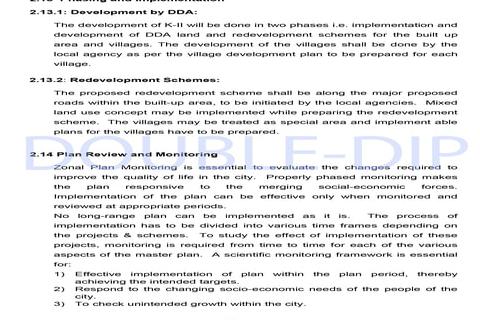 2.13 Phasing and Implementation
2.13.1: Development by DDA:
The development of K-II will be done in two phases i.e. implementation and
development of DDA land and redevelopment schemes for the built up
area and villages. The development of the villages shall be done by the
local agency as per the village development plan to be prepared for each
village.
2.13.2: Redevelopment Schemes:
The proposed redevelopment scheme shall be along the major proposed
roads within the built-up area, to be initiated by the local agencies. Mixed
land use concept may be implemented while preparing the redevelopment
scheme. The villages may be treated as special area and implement able
plans for the villages have to be prepared.
DOUBLE-DIP
2.14 Plan Review and Monitoring
Zonal Plan Monitoring is essential to evaluate the changes required to
improve the quality of life in the city. Properly phased monitoring makes
the plan responsive to the merging social-economic forces.
Implementation of the plan can be effective only when monitored and
reviewed at appropriate periods.
No long-range plan can be implemented as it is. The process of
implementation has to be divided into various time frames depending on
the projects & schemes. To study the effect of implementation of these
projects, monitoring is required from time to time for each of the various
aspects of the master plan. A scientific monitoring framework is essential
for:
1) Effective implementation of plan within the plan period, thereby
achieving the intended targets.
2) Respond to the changing socio-economic needs of the people of the
city.
3) To check unintended growth within the city.